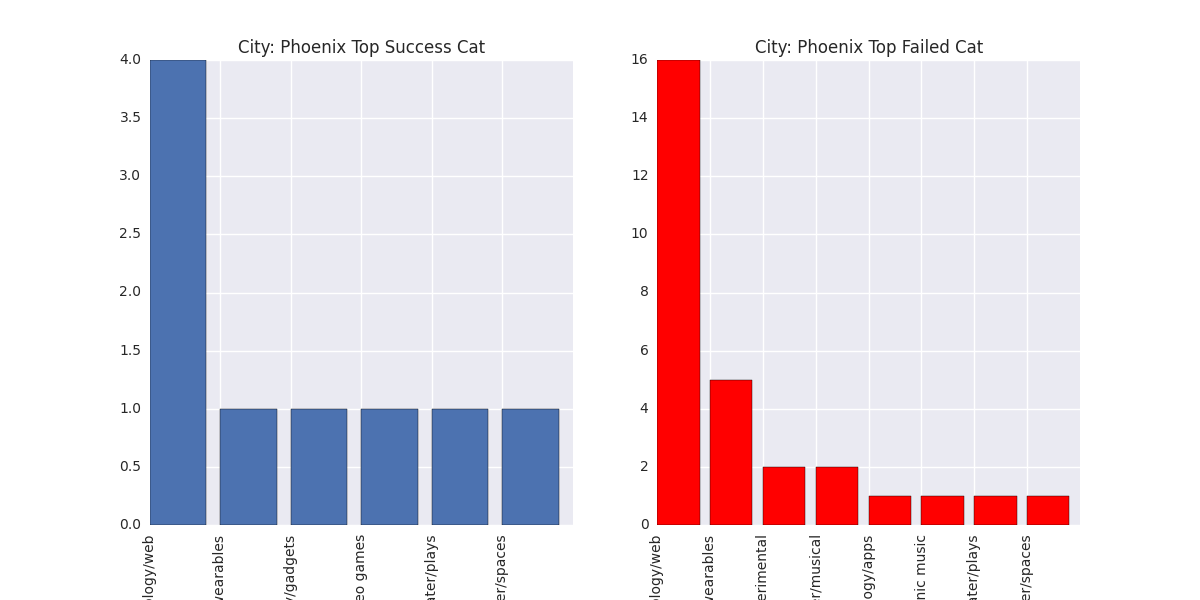 City: Phoenix Top Success Cat
4.0
3.5
3.0
2.5
2.0
1.5
1.0
0.5
0.0
ology/web
wearables
y/gadgets
eo games
ater/plays
er/spaces
City: Phoenix Top Failed Cat
16
14
12
10
8
6
4
2
0
ology/web
wearables
erimental
er/musical
ogy/apps
nic music
ater/plays
er/spaces